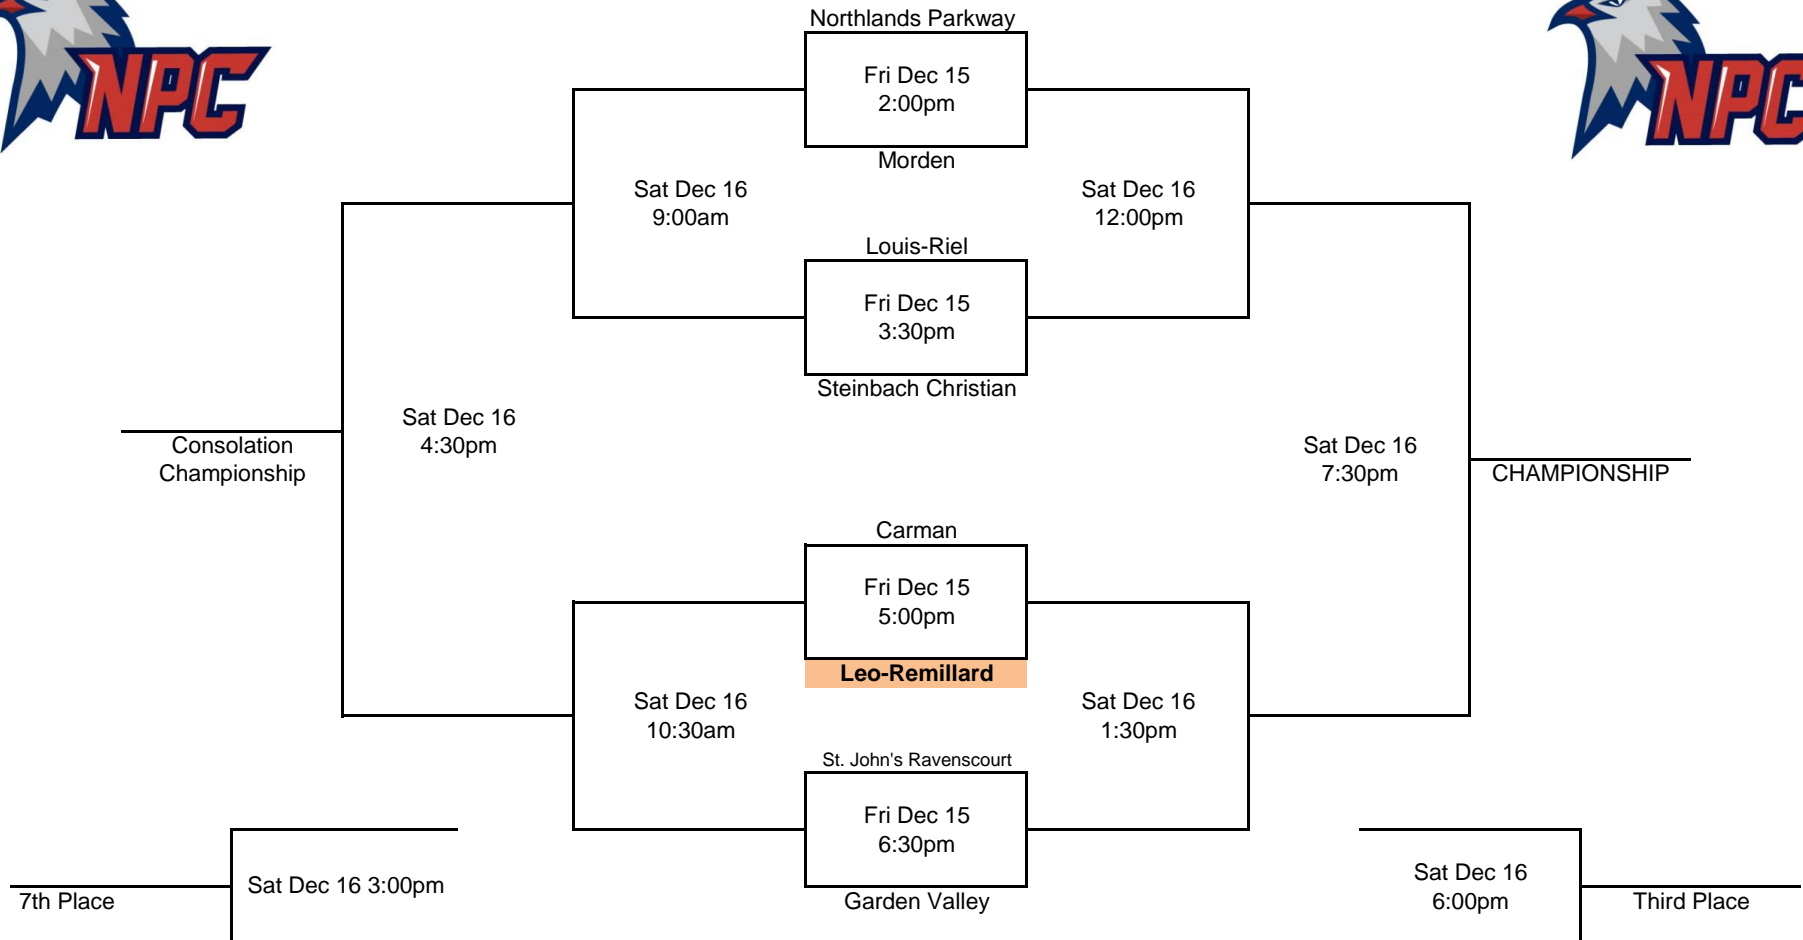 Northlands Parkway
NPC
NPC
Fri Dec 15
2:00pm
Morden
Sat Dec 16
9:00am
Sat Dec 16
12:00pm
Louis-Riel
Fri Dec 15
3:30pm
Steinbach Christian
Sat Dec 16
4:30pm
Consolation
Championship
Sat Dec 16
7:30pm
CHAMPIONSHIP
Carman
Fri Dec 15
5:00pm
Leo-Remillard
Sat Dec 16
10:30am
Sat Dec 16
1:30pm
St. John's Ravenscourt
Fri Dec 15
6:30pm
Garden Valley
Sat Dec 16 3:00pm
7th Place
Sat Dec 16
6:00pm
Third Place